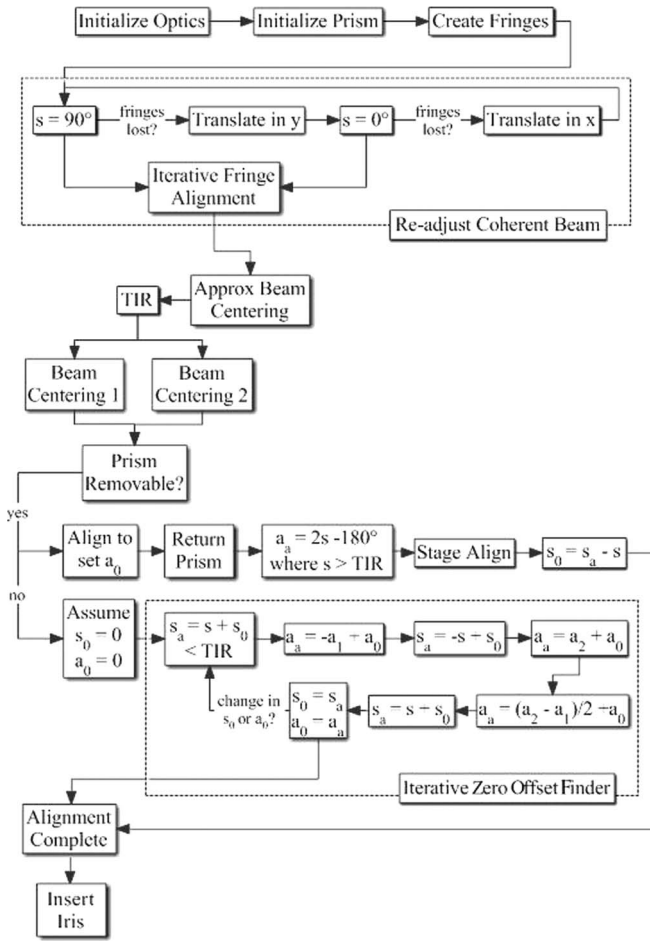 Initialize Optics
Initialize Prism
Create Fringes
s = 90°
fringes
lost?
Translate in y
s = 0°
fringes
lost?
Translate in x
Iterative Fringe
Alignment
Re-adjust Coherent Beam
TIR
Approx Beam
Centering
Beam
Centering 1
Beam
Centering 2
Prism
Removable?
yes
Align to
set a₀
Return
Prism
aₐ = 2s -180°
where s > TIR
Stage Align
s₀ = sₐ - s
no
Assume
s₀ = 0
a₀ = 0
sₐ = s + s₀
< TIR
aₐ = -a₁ + a₀
sₐ = -s + s₀
aₐ = a₂ + a₀
change in
s₀ or a₀?
s₀ = sₐ
a₀ = aₐ
sₐ = s + s₀
aₐ = (a₂ - a₁)/2 +a₀
Iterative Zero Offset Finder
Alignment
Complete
Insert
Iris